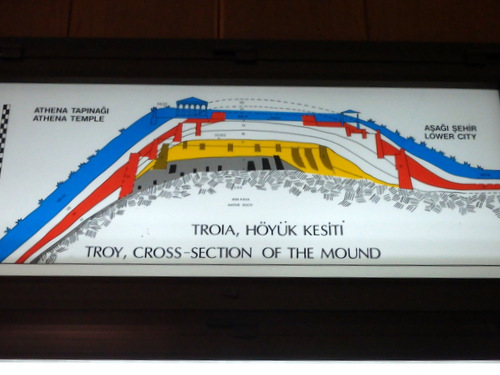 ATHENA TAPINAĞI
ATHENA TEMPLE
AŞAĞI ŞEHİR
LOWER CITY
TROIA, HÖYÜK KESİTİ
TROY, CROSS-SECTION OF THE MOUND